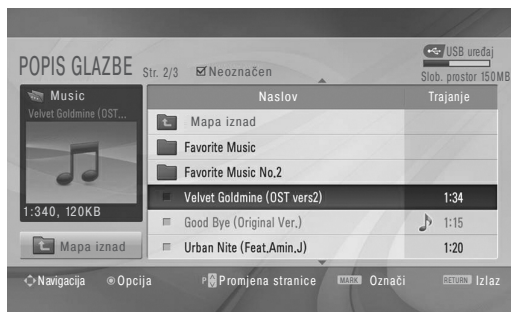 USB uređaj
POPIS GLAZBE Str. 2/3 Neoznačen
Slob. prostor 150MB
Music
Velvet Goldmine (OST...
1:340, 120KB
Mapa iznad
Naslov Trajanje
Mapa iznad
Favorite Music
Favorite Music No.2
Velvet Goldmine (OST vers2) 1:34
Good Bye (Original Ver.) 1:15
Urban Nite (Feat.Amin.J) 1:20
Navigacija Opcija P Promjena stranice MARK Označi RETURN Izlaz